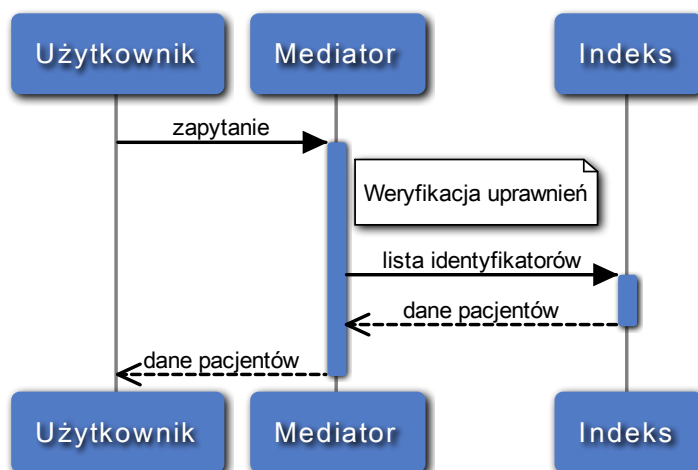 Użytkownik
Mediator
Indeks
zapytanie
Weryfikacja uprawnień
lista identyfikatorów
dane pacjentów
dane pacjentów
Użytkownik
Mediator
Indeks